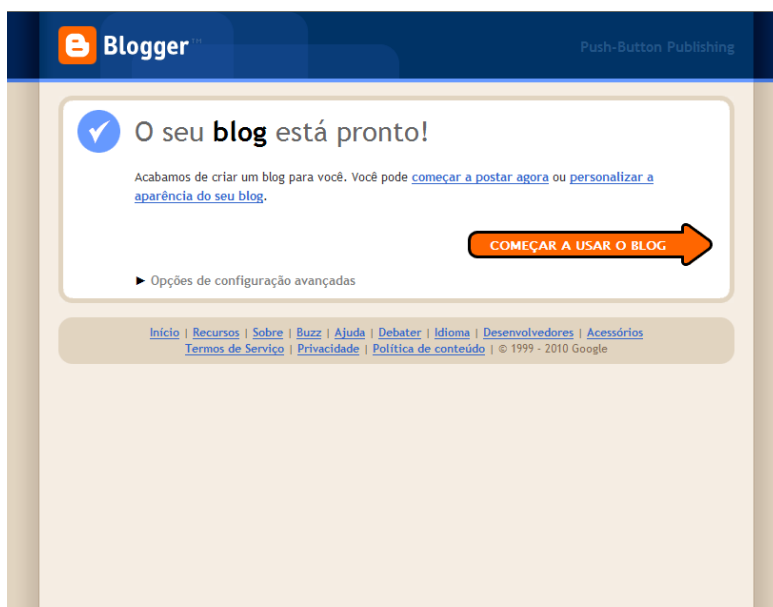 Blogger™
Push-Button Publishing
O seu blog está pronto!
Acabamos de criar um blog para você. Você pode começar a postar agora ou personalizar a
aparência do seu blog.
COMEÇAR A USAR O BLOG
► Opções de configuração avançadas
Início | Recursos | Sobre | Buzz | Ajuda | Debater | Idioma | Desenvolvedores | Acessórios
Termos de Serviço | Privacidade | Política de conteúdo | © 1999 - 2010 Google